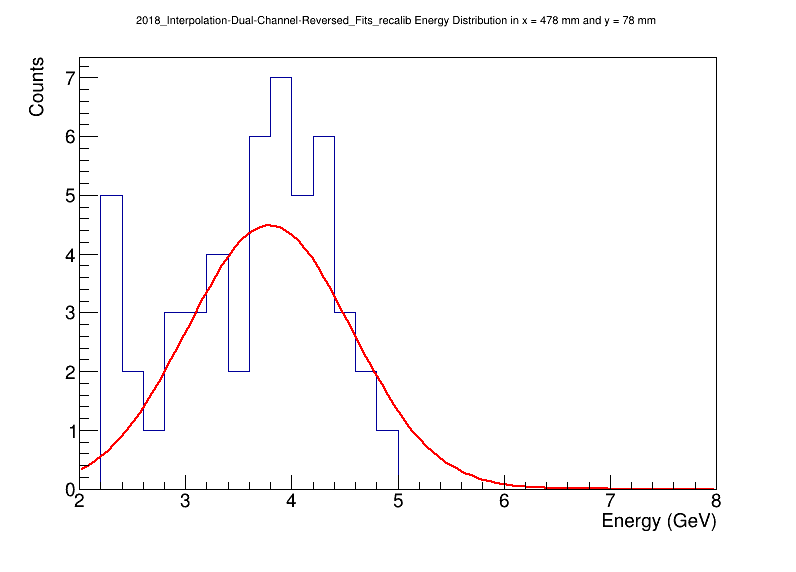 2018_Interpolation-Dual-Channel-Reversed_Fits_recalib Energy Distribution in x = 478 mm and y = 78 mm
Counts
7
6
5
4
3
2
1
0
2 3 4 5 6 7 8
Energy (GeV)